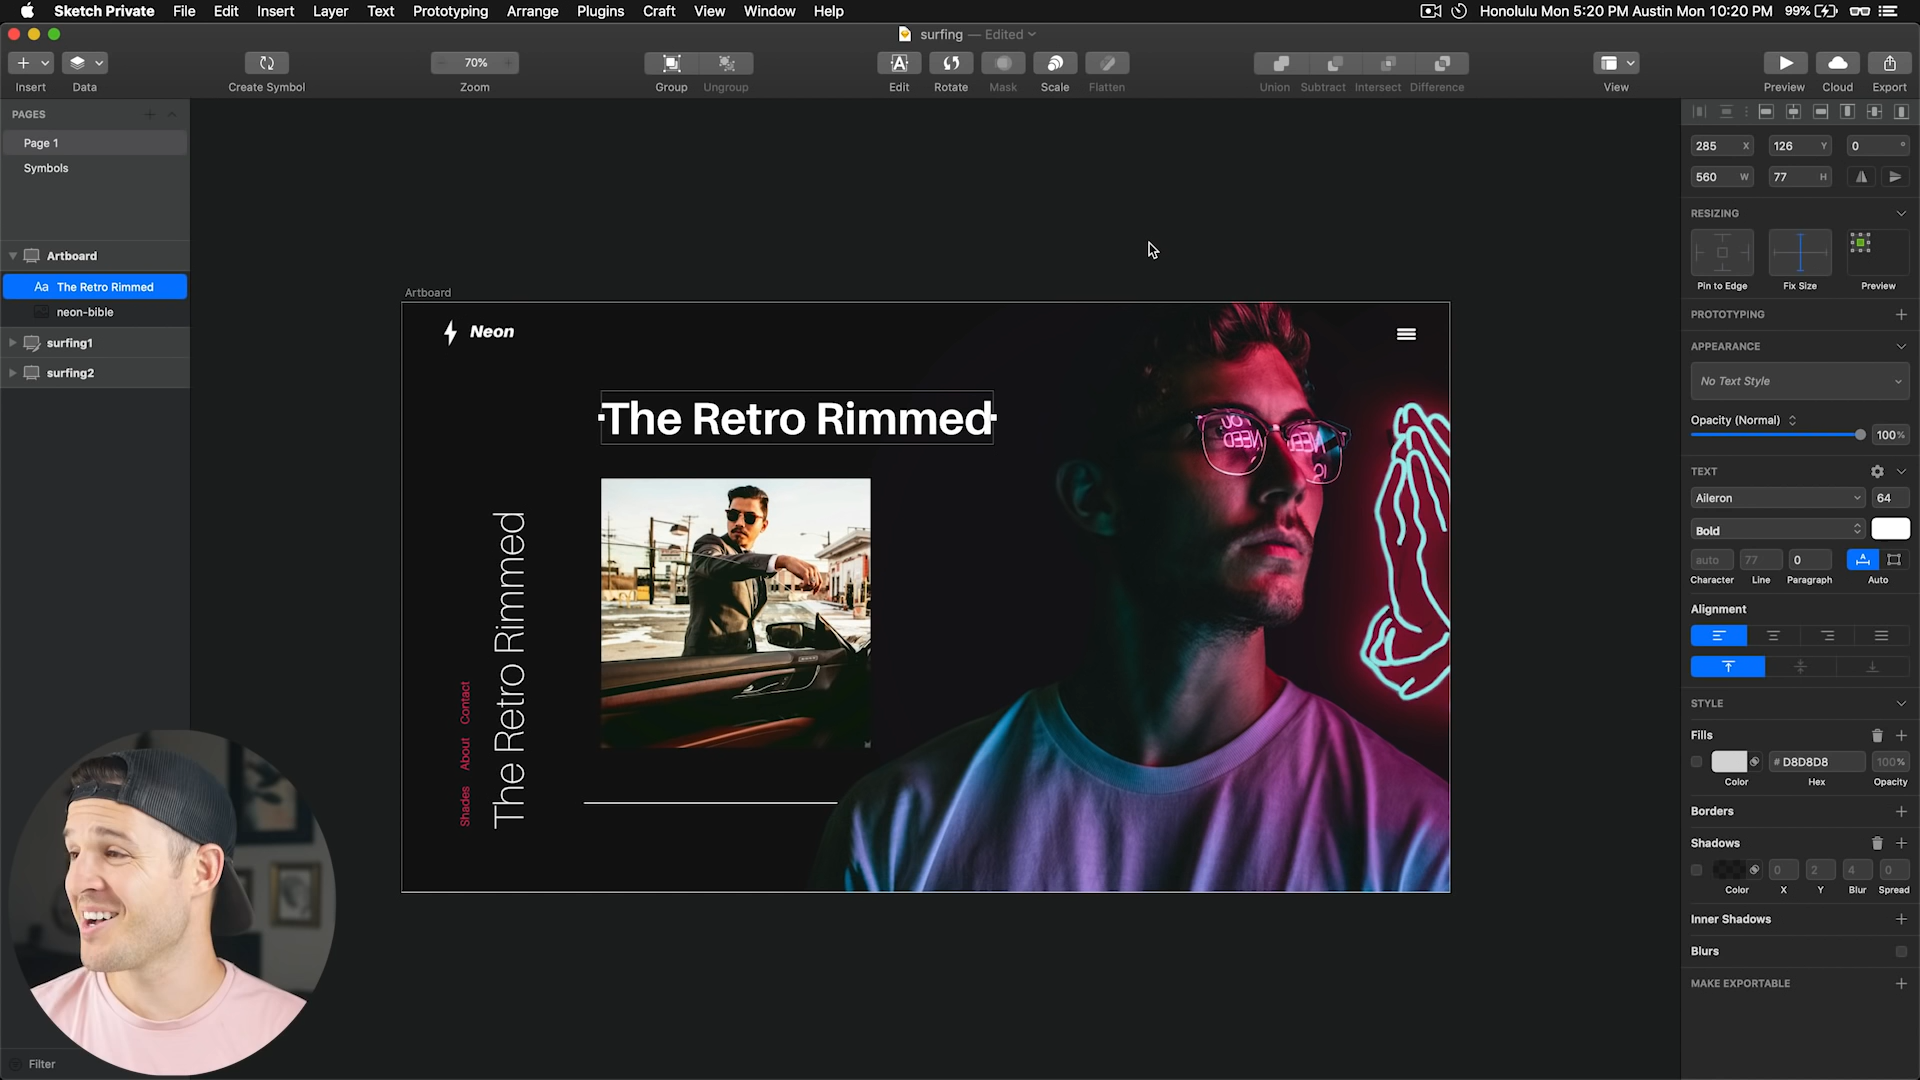 Sketch Private File Edit Insert Layer Text Prototyping Arrange Plugins Craft View Window Help Honolulu Mon 5:20 PM Austin Mon 10:20 PM 99%
surfing — Edited
70%
Insert Data Create Symbol Zoom Group Ungroup Edit Rotate Mask Scale Flatten Union Subtract Intersect Difference View Preview Cloud Export
PAGES
Page 1
Symbols
Artboard
Aa The Retro Rimmed
neon-bible
surfing1
surfing2
Filter
Artboard
Neon
The Retro Rimmed
The Retro Rimmed
Shades About Contact
YOU NEED
NEED IS
285 X 126 Y 0 °
560 W 77 H
RESIZING
Pin to Edge Fix Size Preview
PROTOTYPING
APPEARANCE
No Text Style
Opacity (Normal)
100%
TEXT
Aileron 64
Bold
auto 77 0
Character Line Paragraph Auto
Alignment
STYLE
Fills
# D8D8D8 100%
Color Hex Opacity
Borders
Shadows
0 2 4 0
Color X Y Blur Spread
Inner Shadows
Blurs
MAKE EXPORTABLE